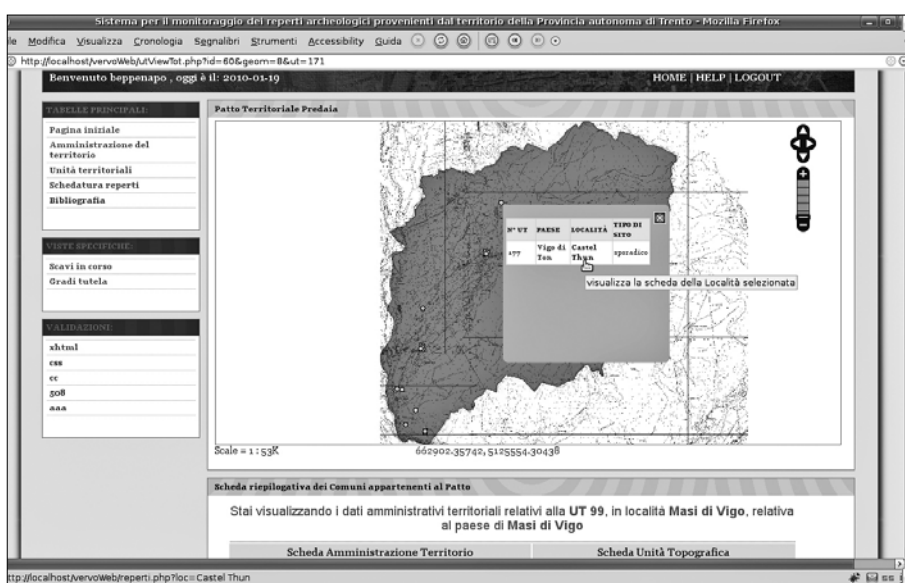 Sistema per il monitoraggio dei reperti archeologici provenienti dal territorio della Provincia autonoma di Trento - Mozilla Firefox
ile Modifica Visualizza Cronologia Segnalibri Strumenti Accessibility Guida
http://localhost/vervoWeb/utViewTot.php?id=60&geom=8&ut=171
Benvenuto beppenapo , oggi è il: 2010-01-19
HOME | HELP | LOGOUT
TABELLE PRINCIPALI:
Pagina iniziale
Amministrazione del
territorio
Unità territoriali
Schedatura reperti
Bibliografia
VISTE SPECIFICHE:
Scavi in corso
Gradi tutela
VALIDAZIONI:
xhtml
css
cc
508
aaa
Patto Territoriale Predaia
N° UT PAESE LOCALITÀ TIPO DI SITO
177 Vigo di Ton Castel Thun sporadico
visualizza la scheda della Località selezionata
Scale = 1 : 53K
662902.35742, 5125554.30438
Scheda riepilogativa dei Comuni appartenenti al Patto
Stai visualizzando i dati amministrativi territoriali relativi alla UT 99, in località Masi di Vigo, relativa
al paese di Masi di Vigo
Scheda Amministrazione Territorio
Scheda Unità Topografica
ttp://localhost/vervoWeb/reperti.php?loc=Castel Thun